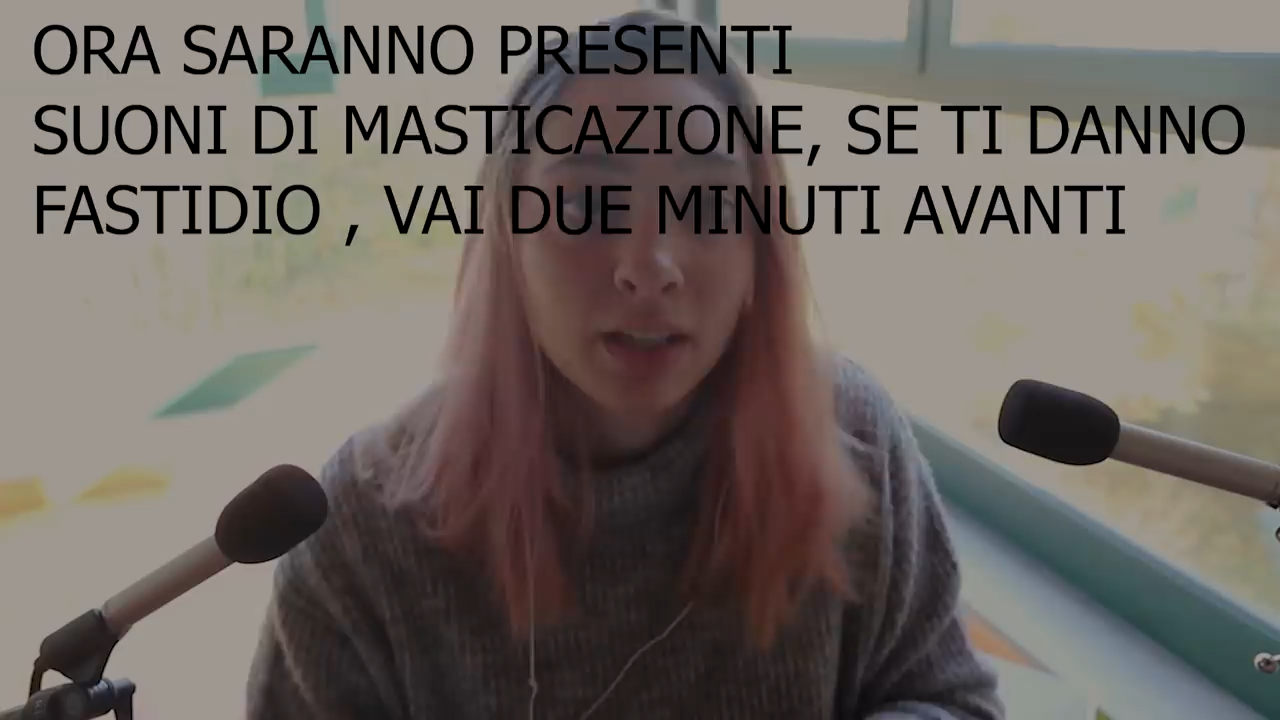 ORA SARANNO PRESENTI
SUONI DI MASTICAZIONE, SE TI DANNO
FASTIDIO , VAI DUE MINUTI AVANTI